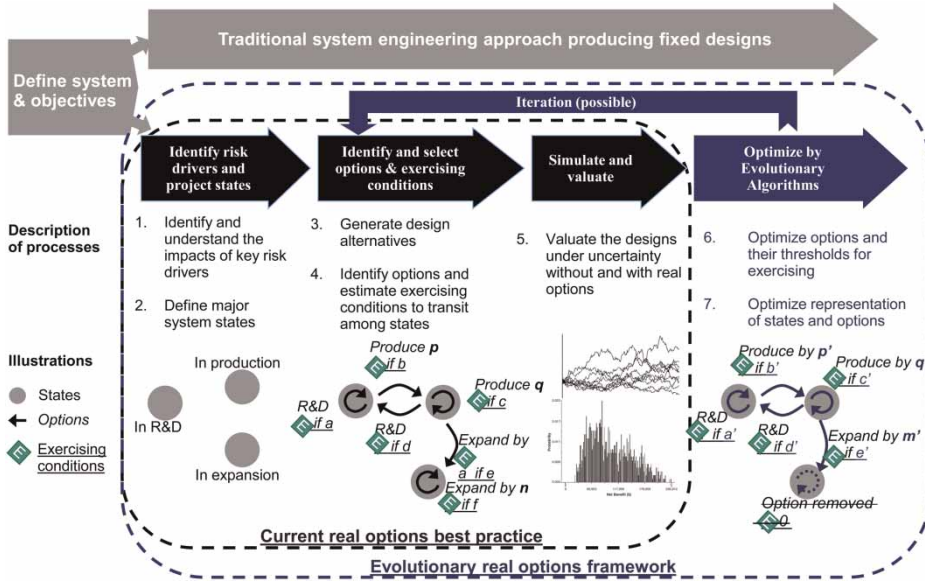 Traditional system engineering approach producing fixed designs
Define system
& objectives
Iteration (possible)
Identify risk
drivers and
project states
Identify and select
options & exercising
conditions
Simulate and
valuate
Optimize by
Evolutionary
Algorithms
Description
of processes
1. Identify and
understand the
impacts of key risk
drivers
2. Define major
system states
3. Generate design
alternatives
4. Identify options and
estimate exercising
conditions to transit
among states
5. Valuate the designs
under uncertainty
without and with real
options
6. Optimize options and
their thresholds for
exercising
7. Optimize representation
of states and options
Illustrations
States
Options
E Exercising
conditions
In production
In R&D
In expansion
Produce p
E if b
Produce q
E if c
R&D
E if a
R&D
E if d
Expand by
E
a if e
Expand by n
E if f
Probability
Net Benefit ($)
Produce by p'
E if b'
Produce by q'
E if c'
R&D
E if a'
R&D
E if d'
Expand by m'
E if e'
Option removed
E 0
Current real options best practice
Evolutionary real options framework